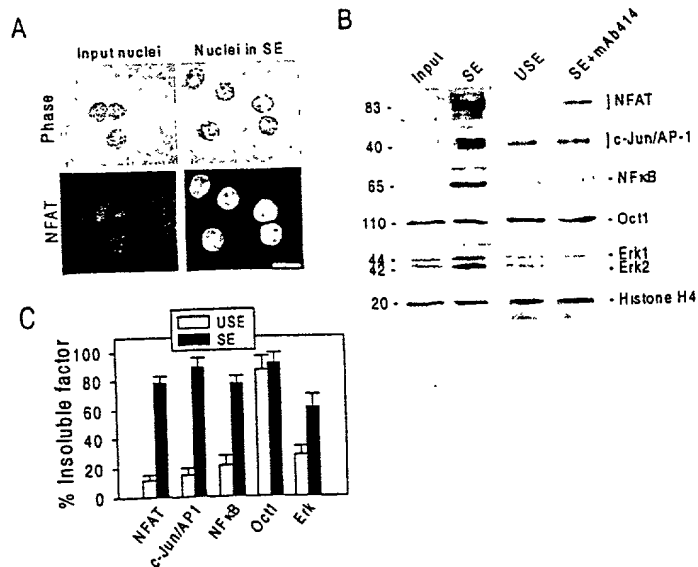 A
Input nuclei
Nuclei in SE
Phase
NFAT
B
Input
SE
USE
SE+mAb414
83 -
] NFAT
40 -
] c-Jun/AP-1
65 -
- NFκB
110 -
- Oct1
44 -
- Erk1
42 -
- Erk2
20 -
- Histone H4
C
USE
SE
% Insoluble factor
100
80
60
40
20
0
NFAT
c-Jun/AP1
NFκB
Oct1
Erk